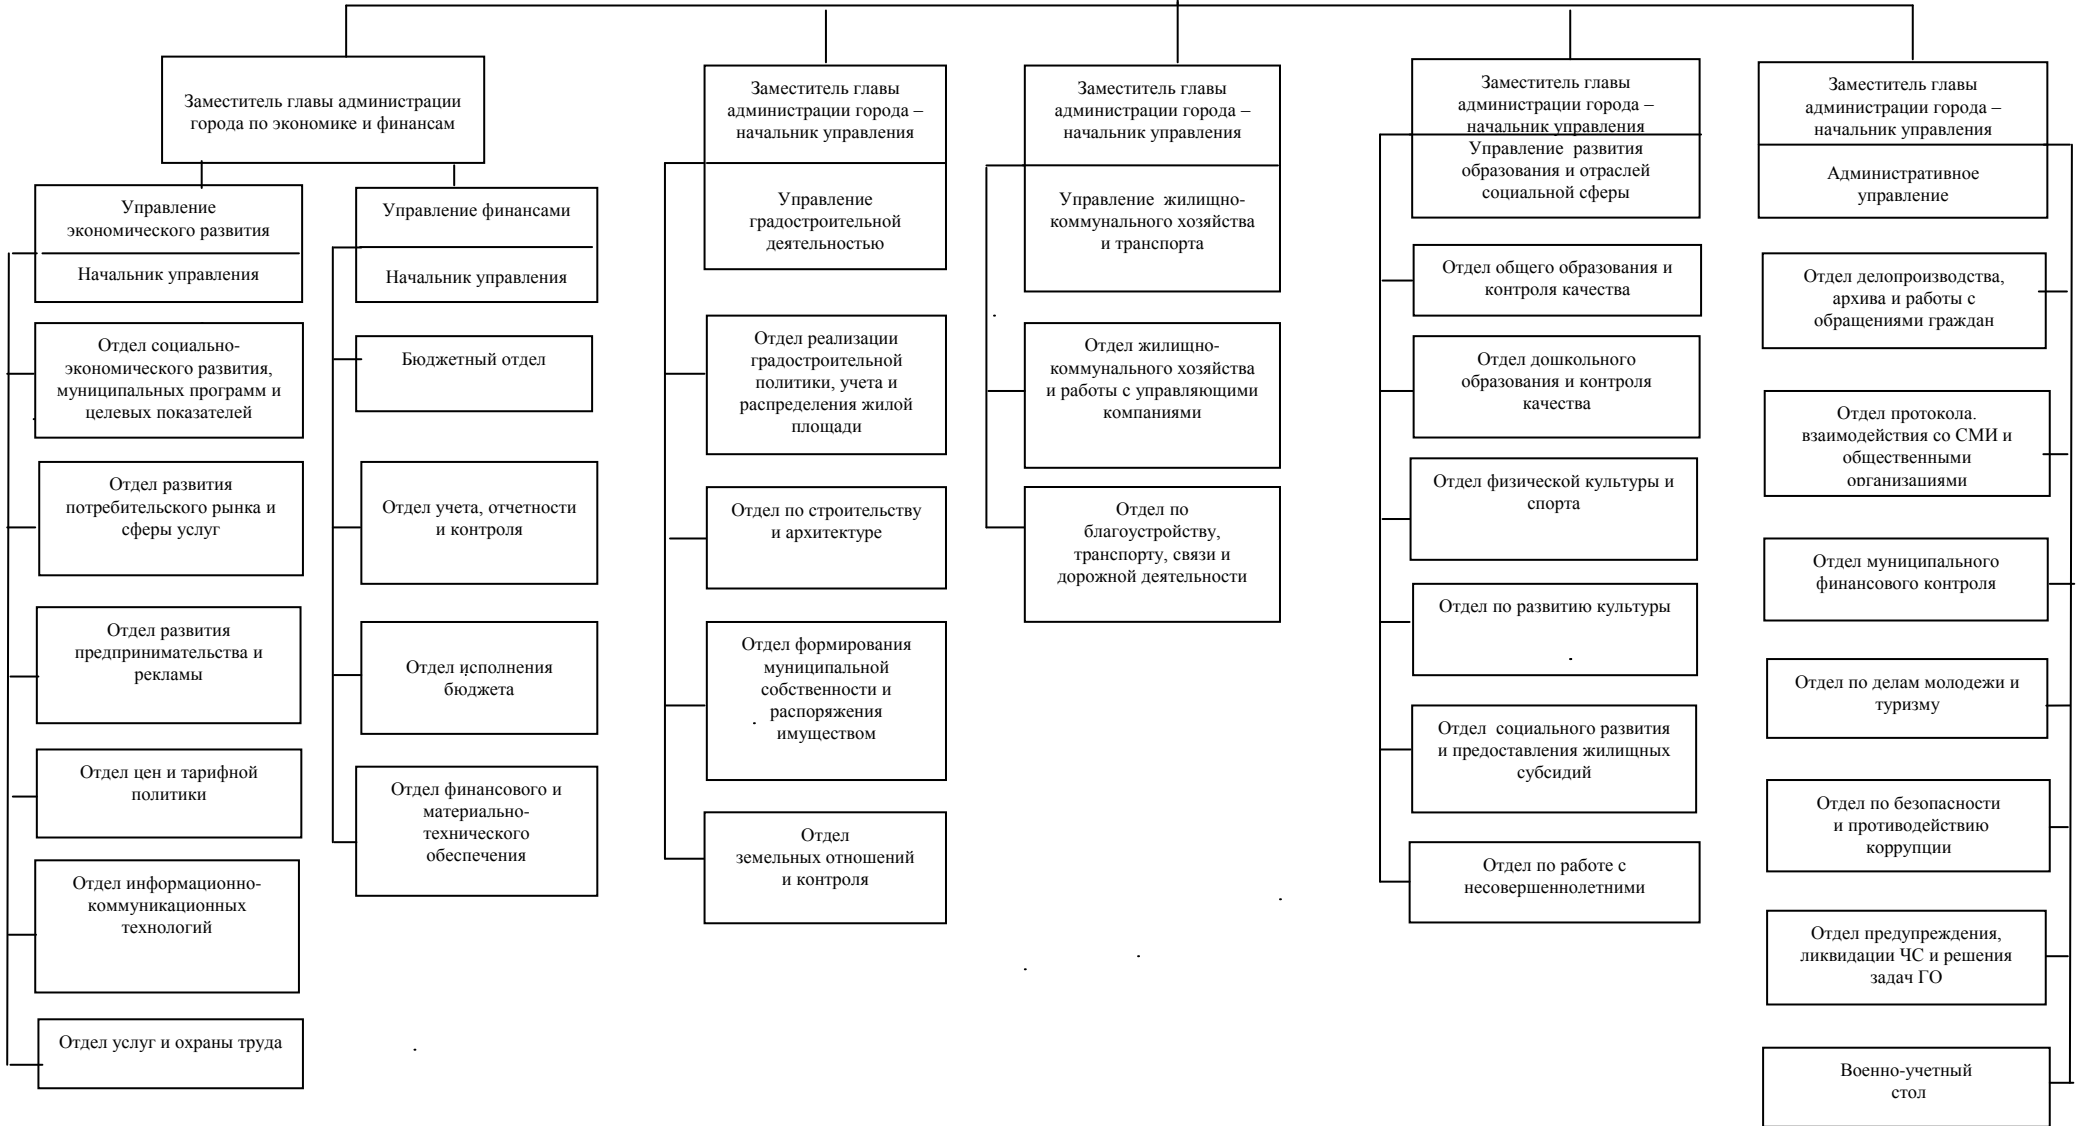 Заместитель главы администрации
города по экономике и финансам
Управление
экономического развития
Начальник управления
Отдел социально-
экономического развития,
муниципальных программ и
целевых показателей
Отдел развития
потребительского рынка и
сферы услуг
Отдел развития
предпринимательства и
рекламы
Отдел цен и тарифной
политики
Отдел информационно-
коммуникационных
технологий
Отдел услуг и охраны труда
Управление финансами
Начальник управления
Бюджетный отдел
Отдел учета, отчетности
и контроля
Отдел исполнения
бюджета
Отдел финансового и
материально-
технического
обеспечения
Заместитель главы
администрации города –
начальник управления
Управление
градостроительной
деятельностью
Отдел реализации
градостроительной
политики, учета и
распределения жилой
площади
Отдел по строительству
и архитектуре
Отдел формирования
муниципальной
собственности и
распоряжения
имуществом
Отдел
земельных отношений
и контроля
Заместитель главы
администрации города –
начальник управления
Управление жилищно-
коммунального хозяйства
и транспорта
Отдел жилищно-
коммунального хозяйства
и работы с управляющими
компаниями
Отдел по
благоустройству,
транспорту, связи и
дорожной деятельности
Заместитель главы
администрации города –
начальник управления
Управление развития
образования и отраслей
социальной сферы
Отдел общего образования и
контроля качества
Отдел дошкольного
образования и контроля
качества
Отдел физической культуры и
спорта
Отдел по развитию культуры
Отдел социального развития
и предоставления жилищных
субсидий
Отдел по работе с
несовершеннолетними
Заместитель главы
администрации города –
начальник управления
Административное
управление
Отдел делопроизводства,
архива и работы с
обращениями граждан
Отдел протокола.
взаимодействия со СМИ и
общественными
организациями
Отдел муниципального
финансового контроля
Отдел по делам молодежи и
туризму
Отдел по безопасности
и противодействию
коррупции
Отдел предупреждения,
ликвидации ЧС и решения
задач ГО
Военно-учетный
стол